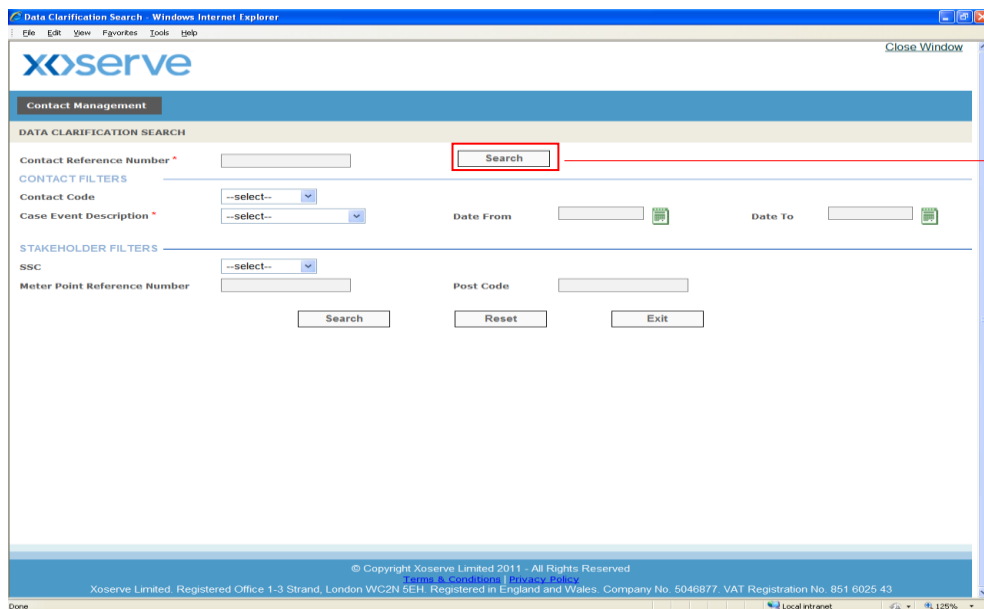 Data Clarification Search - Windows Internet Explorer
File Edit View Favorites Tools Help
Close Window
xoserve
Contact Management
DATA CLARIFICATION SEARCH
Contact Reference Number * Search
CONTACT FILTERS
Contact Code --select--
Case Event Description * --select-- Date From Date To
STAKEHOLDER FILTERS
SSC --select--
Meter Point Reference Number Post Code
Search Reset Exit
© Copyright Xoserve Limited 2011 - All Rights Reserved
Terms & Conditions | Privacy Policy
Xoserve Limited. Registered Office 1-3 Strand, London WC2N 5EH. Registered in England and Wales. Company No. 5046877. VAT Registration No. 851 6025 43
Done Local intranet 125%